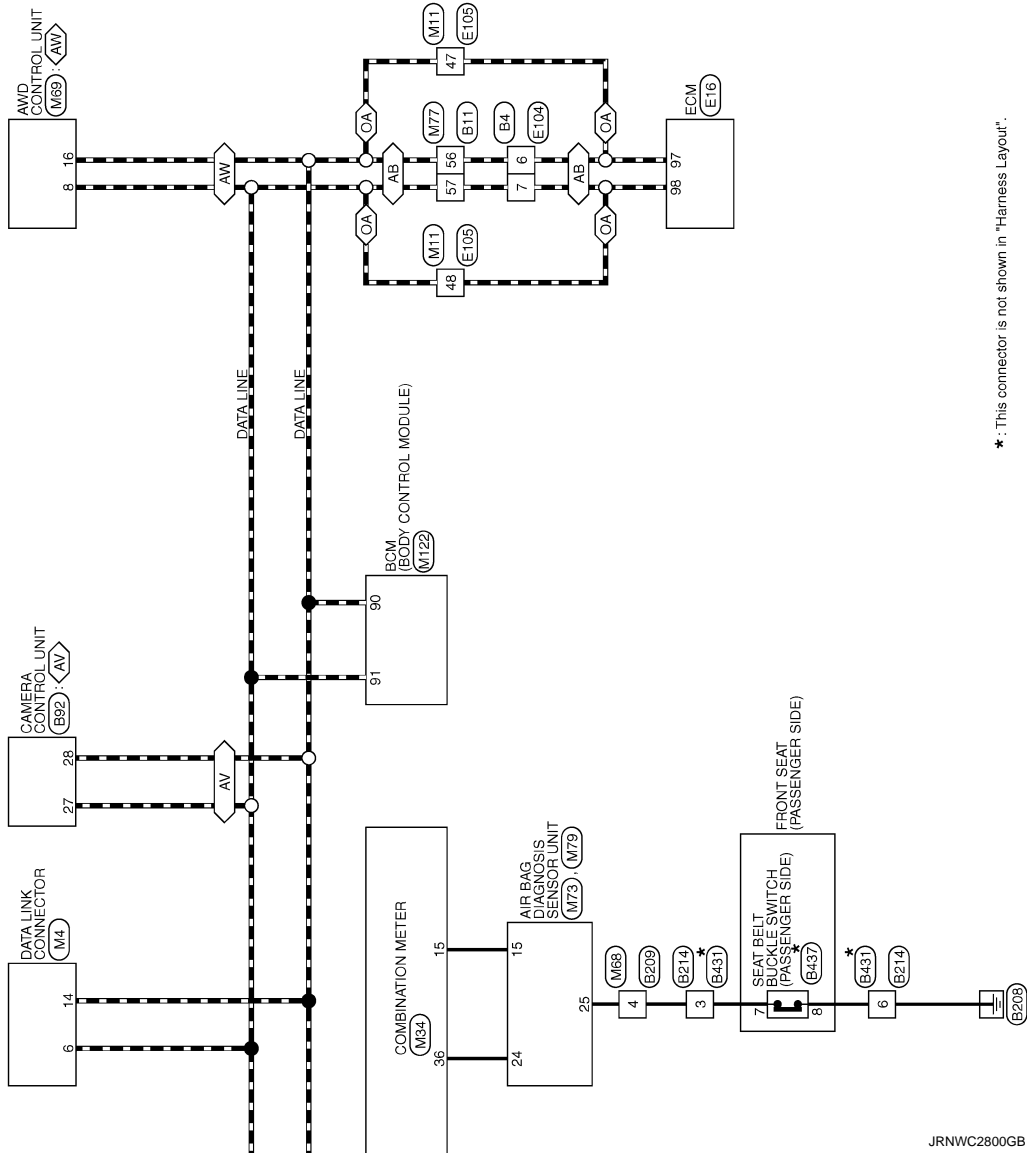 DATA LINK
CONNECTOR
M4
6
14
CAMERA
CONTROL UNIT
B92 : AV
27
28
AV
AWD
CONTROL UNIT
M69 : AW
8
16
AW
DATA LINE
DATA LINE
OA
OA
AB
M11
E105
48
M11
E105
47
M77
B11
57
56
B4
E104
7
6
AB
OA
OA
98
97
ECM
E16
BCM
(BODY CONTROL MODULE)
M122
91
90
COMBINATION METER
M34
36
15
24
15
AIR BAG
DIAGNOSIS
SENSOR UNIT
M73 , M79
25
M68
4
B209
B214
3
*
B431
FRONT SEAT
(PASSENGER SIDE)
SEAT BELT
BUCKLE SWITCH
(PASSENGER SIDE)
*
B437
7
8
*
B431
6
B214
B208
* : This connector is not shown in "Harness Layout".
JRNWC2800GB